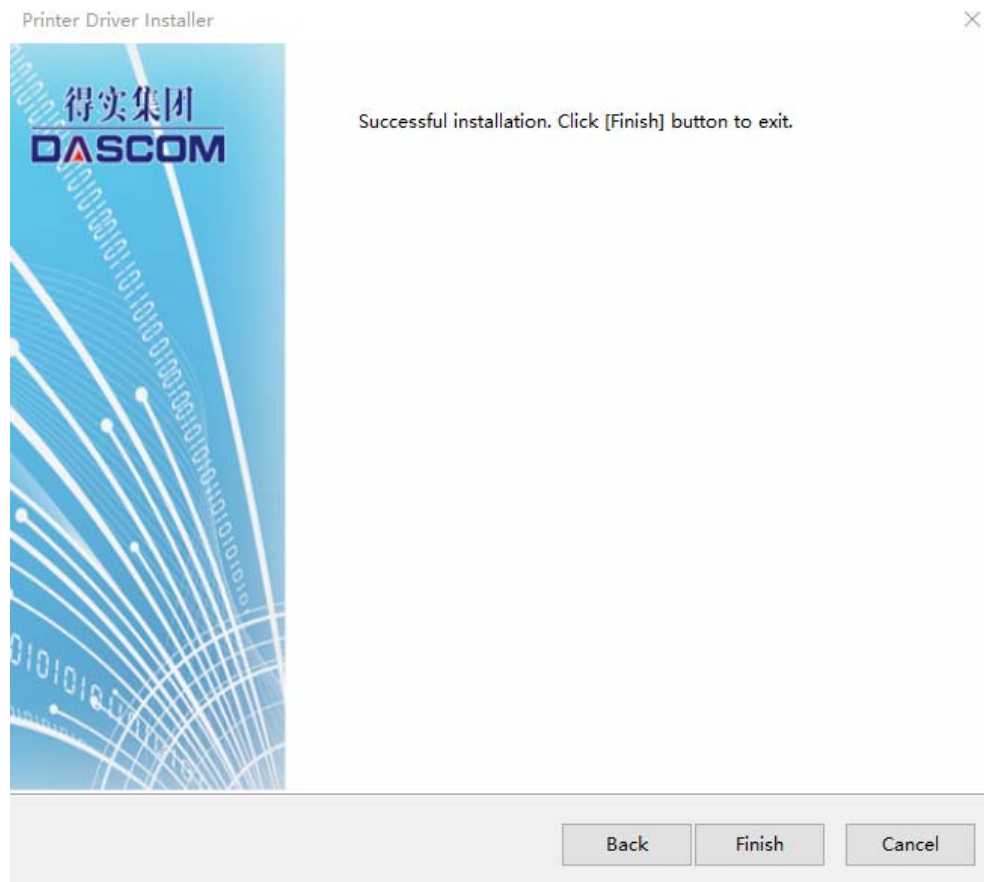 Printer Driver Installer
得实集团
DASCOM
Successful installation. Click [Finish] button to exit.
Back
Finish
Cancel